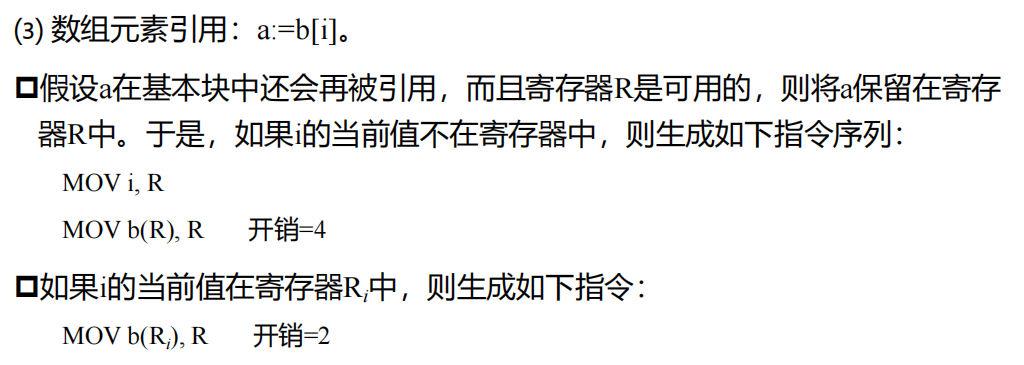 (3) 数组元素引用：a:=b[i]。
假设a在基本块中还会再被引用，而且寄存器R是可用的，则将a保留在寄存
器R中。于是，如果i的当前值不在寄存器中，则生成如下指令序列：
MOV i, R
MOV b(R), R 开销=4
如果i的当前值在寄存器Ri中，则生成如下指令：
MOV b(Ri), R 开销=2